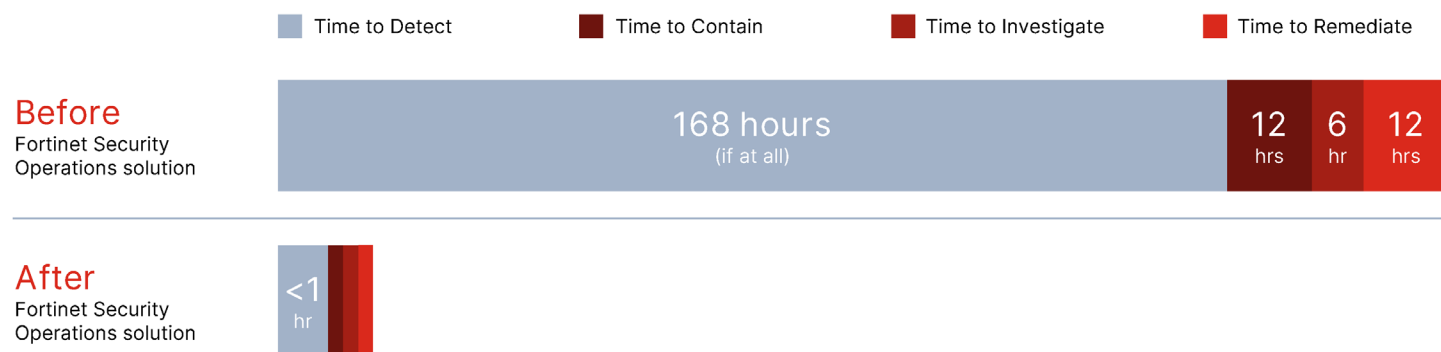 Time to Detect
Time to Contain
Time to Investigate
Time to Remediate
Before
Fortinet Security
Operations solution
168 hours
(if at all)
12
hrs
6
hr
12
hrs
After
Fortinet Security
Operations solution
<1
hr